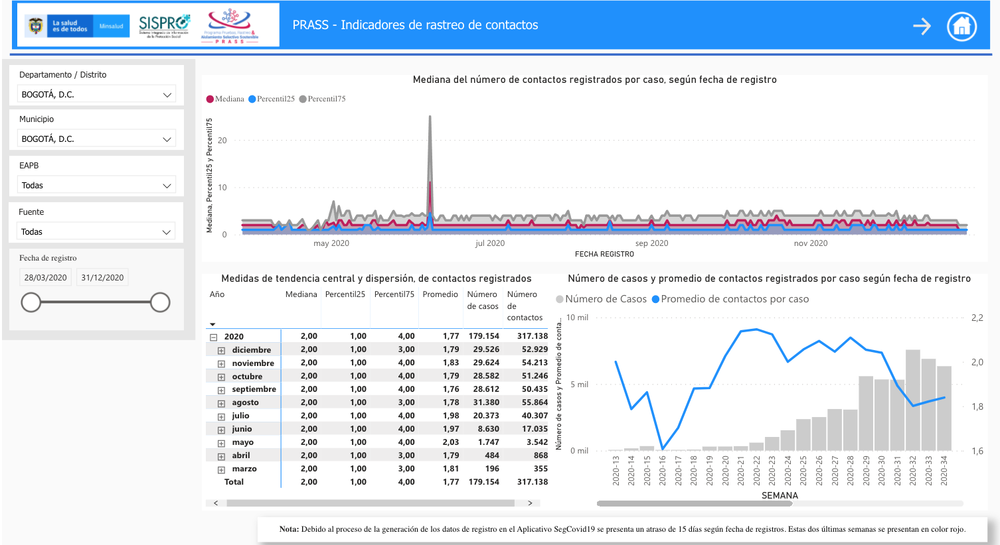 La salud
es de todos
Minsalud
SISPRO
Sistema Integrado de Información
de la Protección Social
Programa Pruebas, Rastreo &
Aislamiento Selectivo Sostenible
PRASS
PRASS - Indicadores de rastreo de contactos
Departamento / Distrito
BOGOTÁ, D.C.
Municipio
BOGOTÁ, D.C.
EAPB
Todas
Fuente
Todas
Fecha de registro
28/03/2020 31/12/2020
Mediana del número de contactos registrados por caso, según fecha de registro
Mediana Percentil25 Percentil75
Mediana, Percentil25 y Percentil75
20
10
0
may 2020 jul 2020 sep 2020 nov 2020
FECHA REGISTRO
Medidas de tendencia central y dispersión, de contactos registrados
Año Mediana Percentil25 Percentil75 Promedio Número de casos Número de contactos
2020 2,00 1,00 4,00 1,77 179.154 317.138
diciembre 2,00 1,00 3,00 1,79 29.526 52.929
noviembre 2,00 1,00 4,00 1,83 29.624 54.213
octubre 2,00 1,00 4,00 1,79 28.582 51.246
septiembre 2,00 1,00 4,00 1,76 28.612 50.435
agosto 2,00 1,00 3,00 1,78 31.380 55.864
julio 2,00 1,00 4,00 1,98 20.373 40.307
junio 2,00 1,00 4,00 1,97 8.630 17.035
mayo 2,00 1,00 4,00 2,03 1.747 3.542
abril 2,00 1,00 3,00 1,79 484 868
marzo 2,00 1,00 3,00 1,81 196 355
Total 2,00 1,00 4,00 1,77 179.154 317.138
Número de casos y promedio de contactos registrados por caso según fecha de registro
Número de Casos Promedio de contactos por caso
Número de casos y Promedio de conta...
10 mil 2,2
2,0
5 mil
1,8
0 mil 1,6
2020-13 2020-14 2020-15 2020-16 2020-17 2020-18 2020-19 2020-20 2020-21 2020-22 2020-23 2020-24 2020-25 2020-26 2020-27 2020-28 2020-29 2020-30 2020-31 2020-32 2020-33 2020-34
SEMANA
Nota: Debido al proceso de la generación de los datos de registro en el Aplicativo SegCovid19 se presenta un atraso de 15 días según fecha de registros. Estas dos últimas semanas se presentan en color rojo.